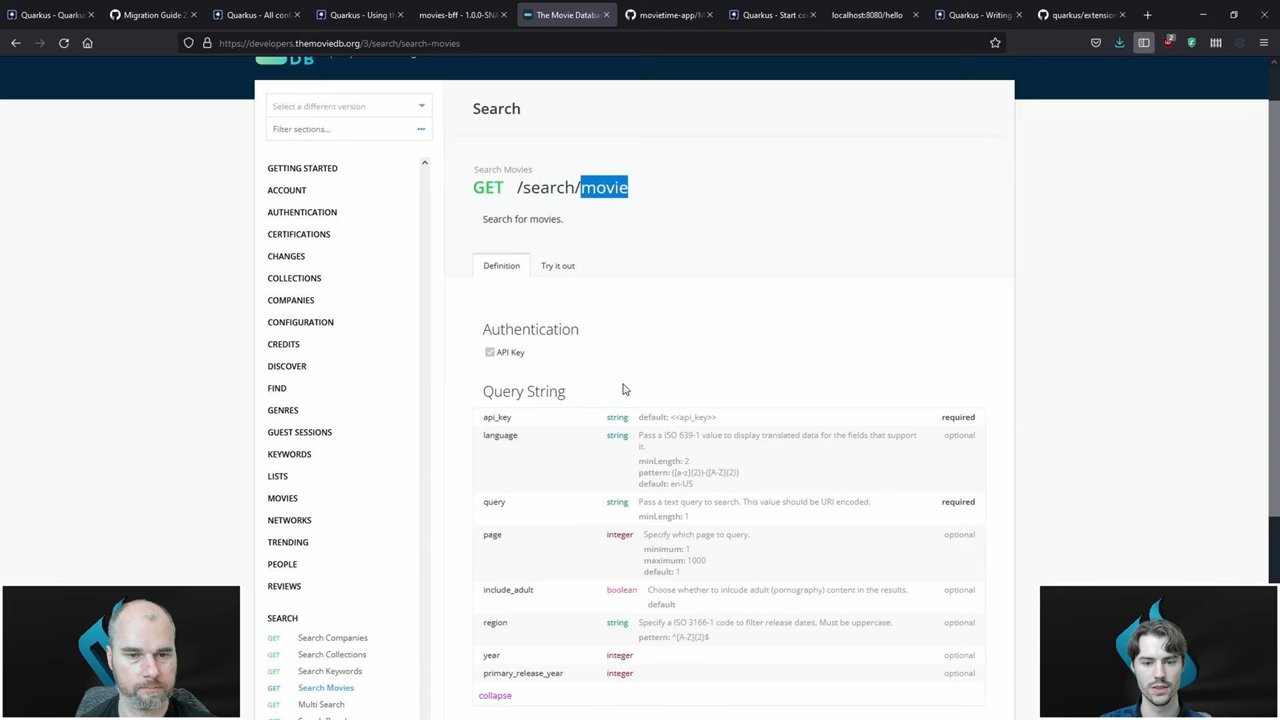 Quarkus - Quarku
Migration Guide 2.
Quarkus - All conf
Quarkus - Using th
movies-bff - 1.0.0-SNA
The Movie Databa
movietime-app/M
Quarkus - Start co
localhost:8080/hello
Quarkus - Writing
quarkus/extension
https://developers.themoviedb.org/3/search/search-movies
2
DB
Select a different version
Filter sections...
GETTING STARTED
ACCOUNT
AUTHENTICATION
CERTIFICATIONS
CHANGES
COLLECTIONS
COMPANIES
CONFIGURATION
CREDITS
DISCOVER
FIND
GENRES
GUEST SESSIONS
KEYWORDS
LISTS
MOVIES
NETWORKS
TRENDING
PEOPLE
REVIEWS
SEARCH
GET Search Companies
GET Search Collections
GET Search Keywords
GET Search Movies
GET Multi Search
Search
Search Movies
GET /search/movie
Search for movies.
Definition Try it out
Authentication
API Key
Query String
api_key string default: <<api_key>> required
language string Pass a ISO 639-1 value to display translated data for the fields that support optional
it.
minLength: 2
pattern: ([a-z]{2})-([A-Z]{2})
default: en-US
query string Pass a text query to search. This value should be URI encoded. required
minLength: 1
page integer Specify which page to query. optional
minimum: 1
maximum: 1000
default: 1
include_adult boolean Choose whether to inlcude adult (pornography) content in the results. optional
default
region string Specify a ISO 3166-1 code to filter release dates. Must be uppercase. optional
pattern: ^[A-Z]{2}$
year integer optional
primary_release_year integer optional
collapse